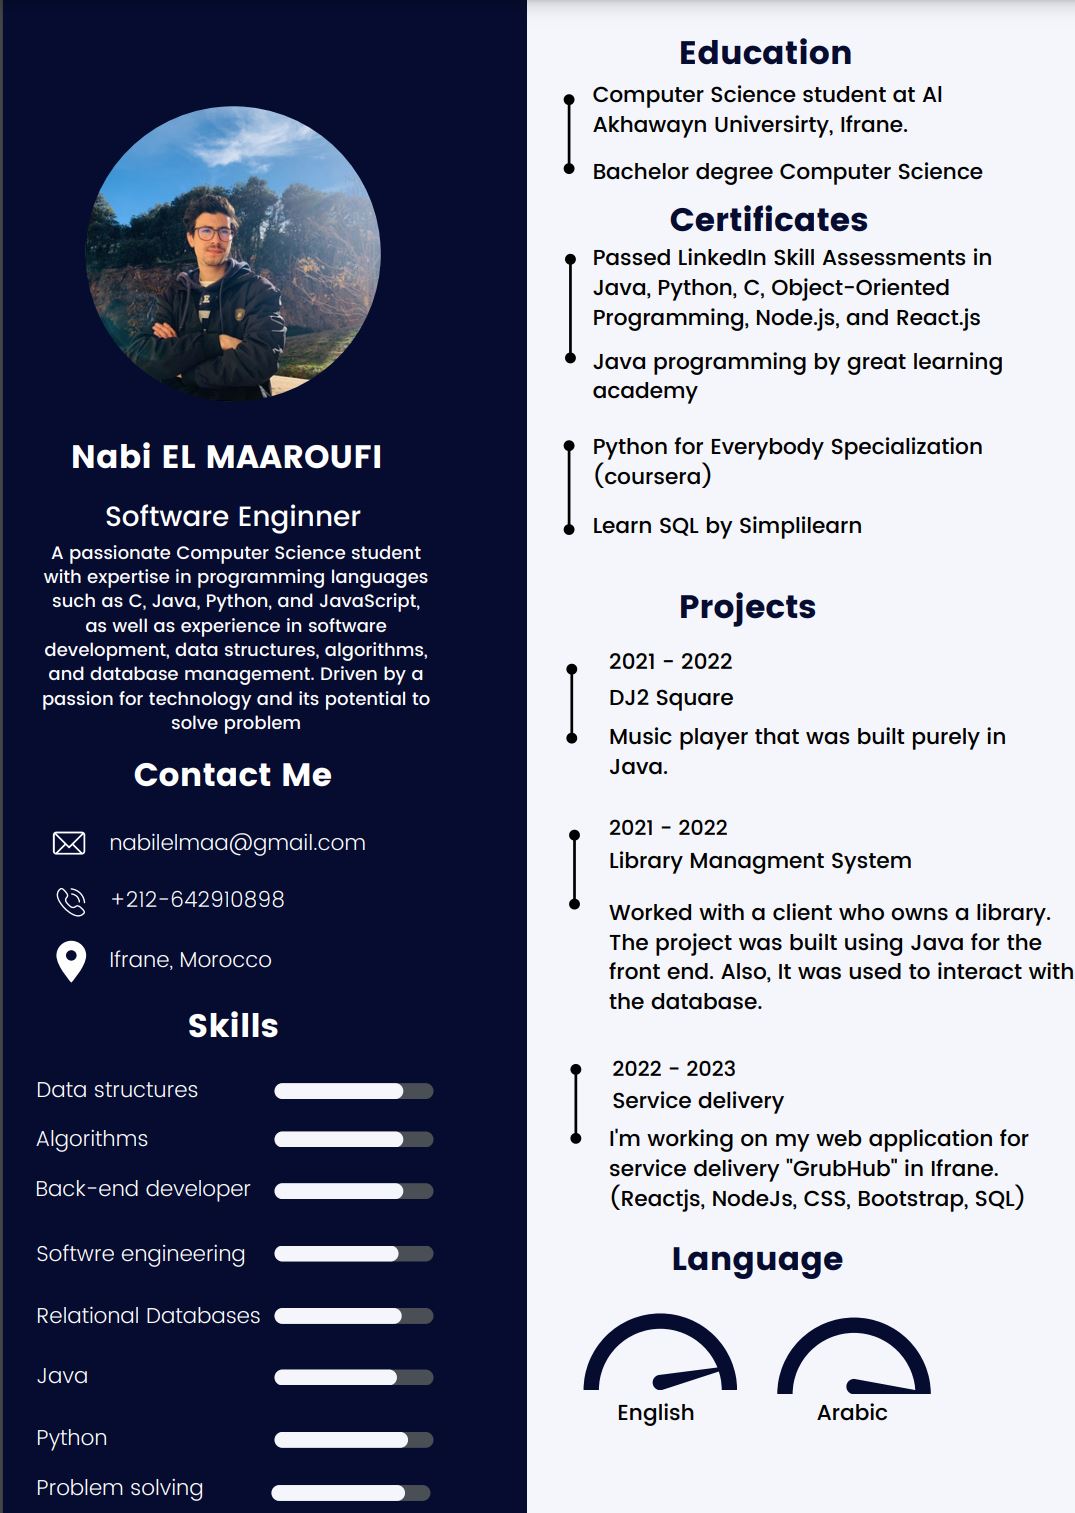 Nabi EL MAAROUFI
Software Enginner
A passionate Computer Science student
with expertise in programming languages
such as C, Java, Python, and JavaScript,
as well as experience in software
development, data structures, algorithms,
and database management. Driven by a
passion for technology and its potential to
solve problem
Contact Me
nabilelmaa@gmail.com
+212-642910898
Ifrane, Morocco
Skills
Data structures
Algorithms
Back-end developer
Softwre engineering
Relational Databases
Java
Python
Problem solving
Education
Computer Science student at Al
Akhawayn Universirty, Ifrane.
Bachelor degree Computer Science
Certificates
Passed LinkedIn Skill Assessments in
Java, Python, C, Object-Oriented
Programming, Node.js, and React.js
Java programming by great learning
academy
Python for Everybody Specialization
(coursera)
Learn SQL by Simplilearn
Projects
2021 - 2022
DJ2 Square
Music player that was built purely in
Java.
2021 - 2022
Library Managment System
Worked with a client who owns a library.
The project was built using Java for the
front end. Also, It was used to interact with
the database.
2022 - 2023
Service delivery
I'm working on my web application for
service delivery "GrubHub" in Ifrane.
(Reactjs, NodeJs, CSS, Bootstrap, SQL)
Language
English
Arabic